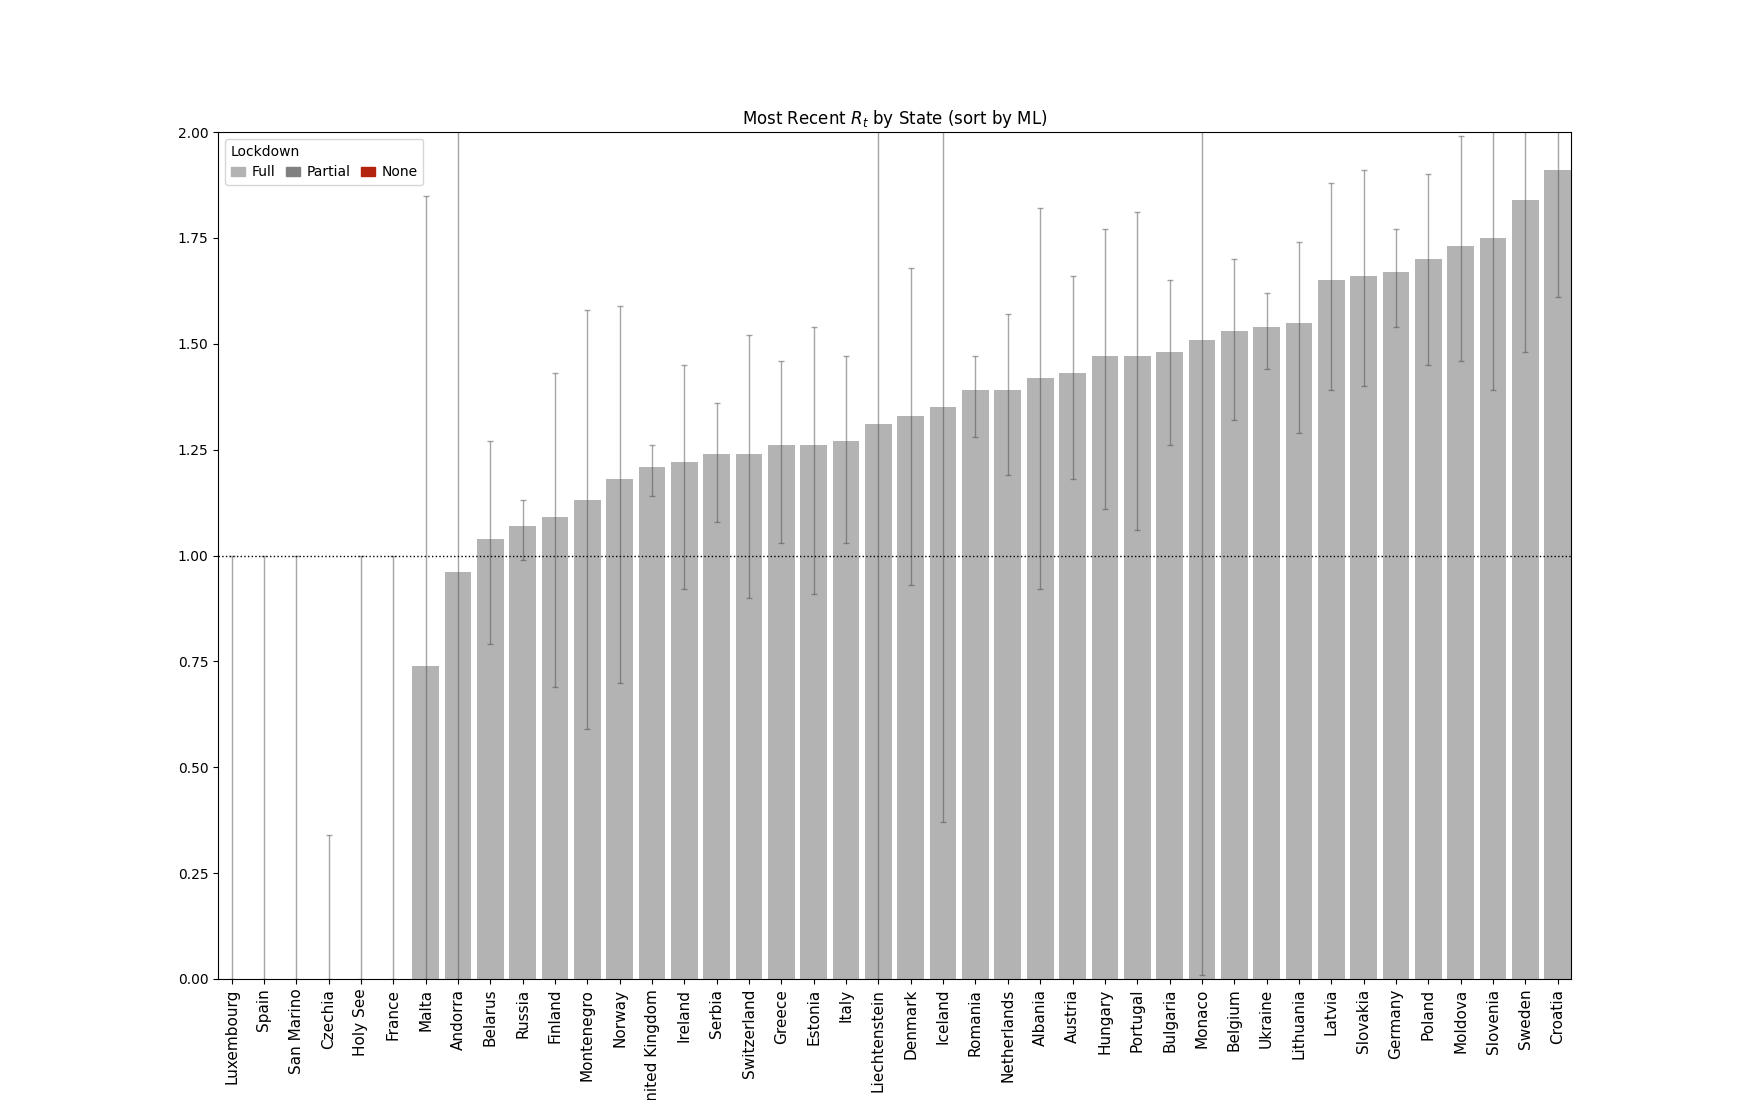 Most Recent R_t by State (sort by ML)
Lockdown
Full Partial None
2.00
1.75
1.50
1.25
1.00
0.75
0.50
0.25
0.00
Luxembourg
Spain
San Marino
Czechia
Holy See
France
Malta
Andorra
Belarus
Russia
Finland
Montenegro
Norway
nited Kingdom
Ireland
Serbia
Switzerland
Greece
Estonia
Italy
Liechtenstein
Denmark
Iceland
Romania
Netherlands
Albania
Austria
Hungary
Portugal
Bulgaria
Monaco
Belgium
Ukraine
Lithuania
Latvia
Slovakia
Germany
Poland
Moldova
Slovenia
Sweden
Croatia